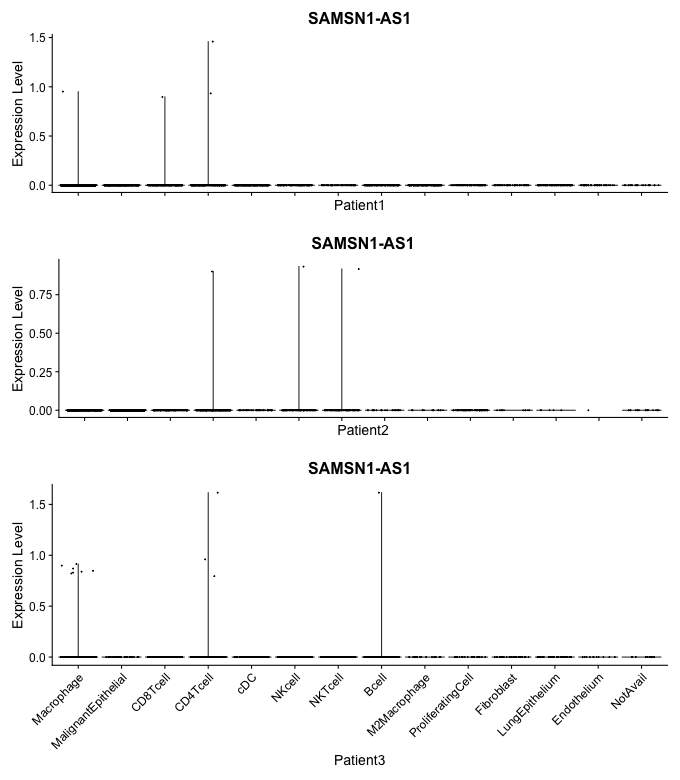 SAMSN1-AS1
Expression Level
1.5
1.0
0.5
0.0
Patient1
SAMSN1-AS1
Expression Level
0.75
0.50
0.25
0.00
Patient2
SAMSN1-AS1
Expression Level
1.5
1.0
0.5
0.0
Macrophage
MalignantEpithelial
CD8Tcell
CD4Tcell
cDC
NKcell
NKTcell
Bcell
M2Macrophage
ProliferatingCell
Fibroblast
LungEpithelium
Endothelium
NotAvail
Patient3